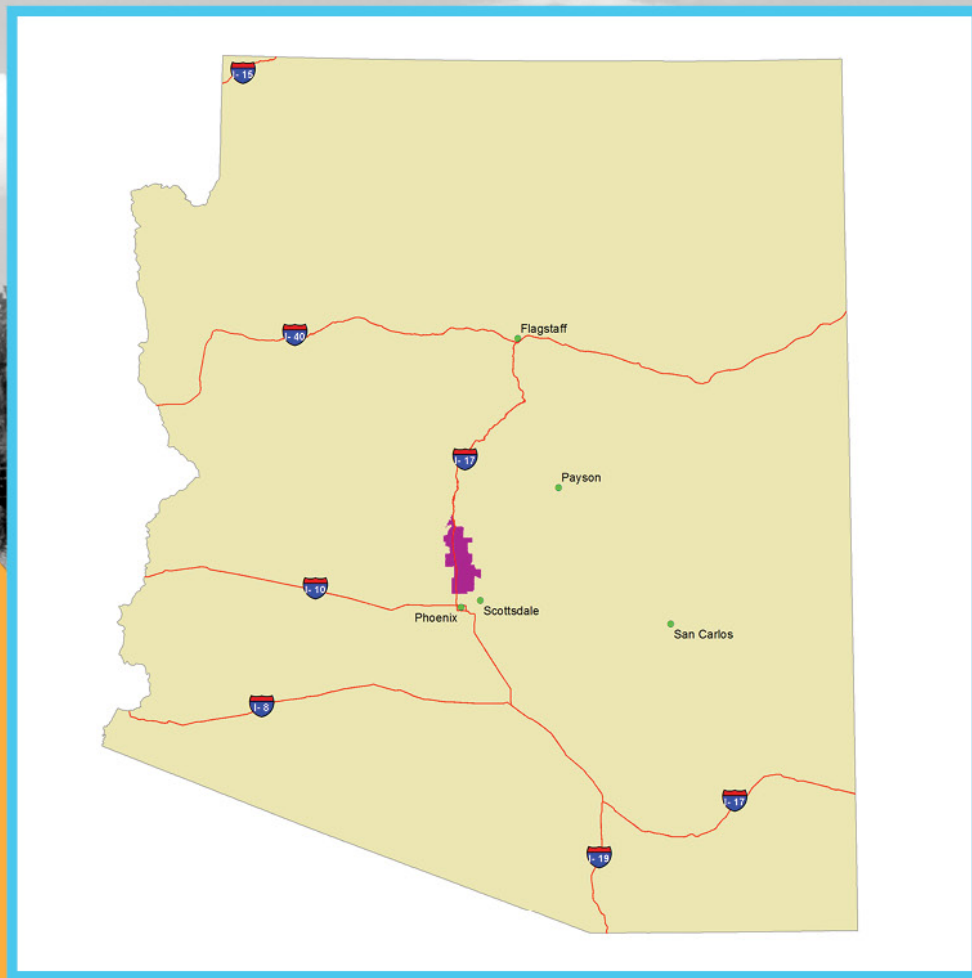 I- 15
Flagstaff
I- 40
I- 17
Payson
I- 10
Scottsdale
Phoenix
San Carlos
I- 8
I- 17
I- 19